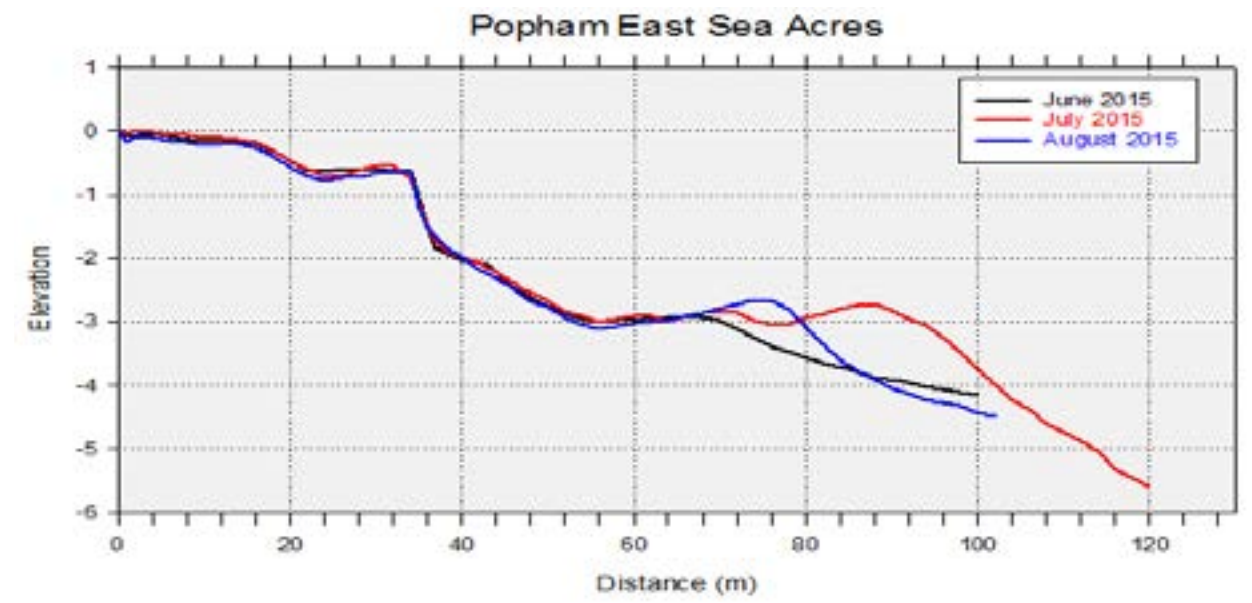 Popham East Sea Acres
June 2015
July 2015
August 2015
1
0
-1
-2
-3
-4
-5
-6
Elevation
0 20 40 60 80 100 120
Distance (m)